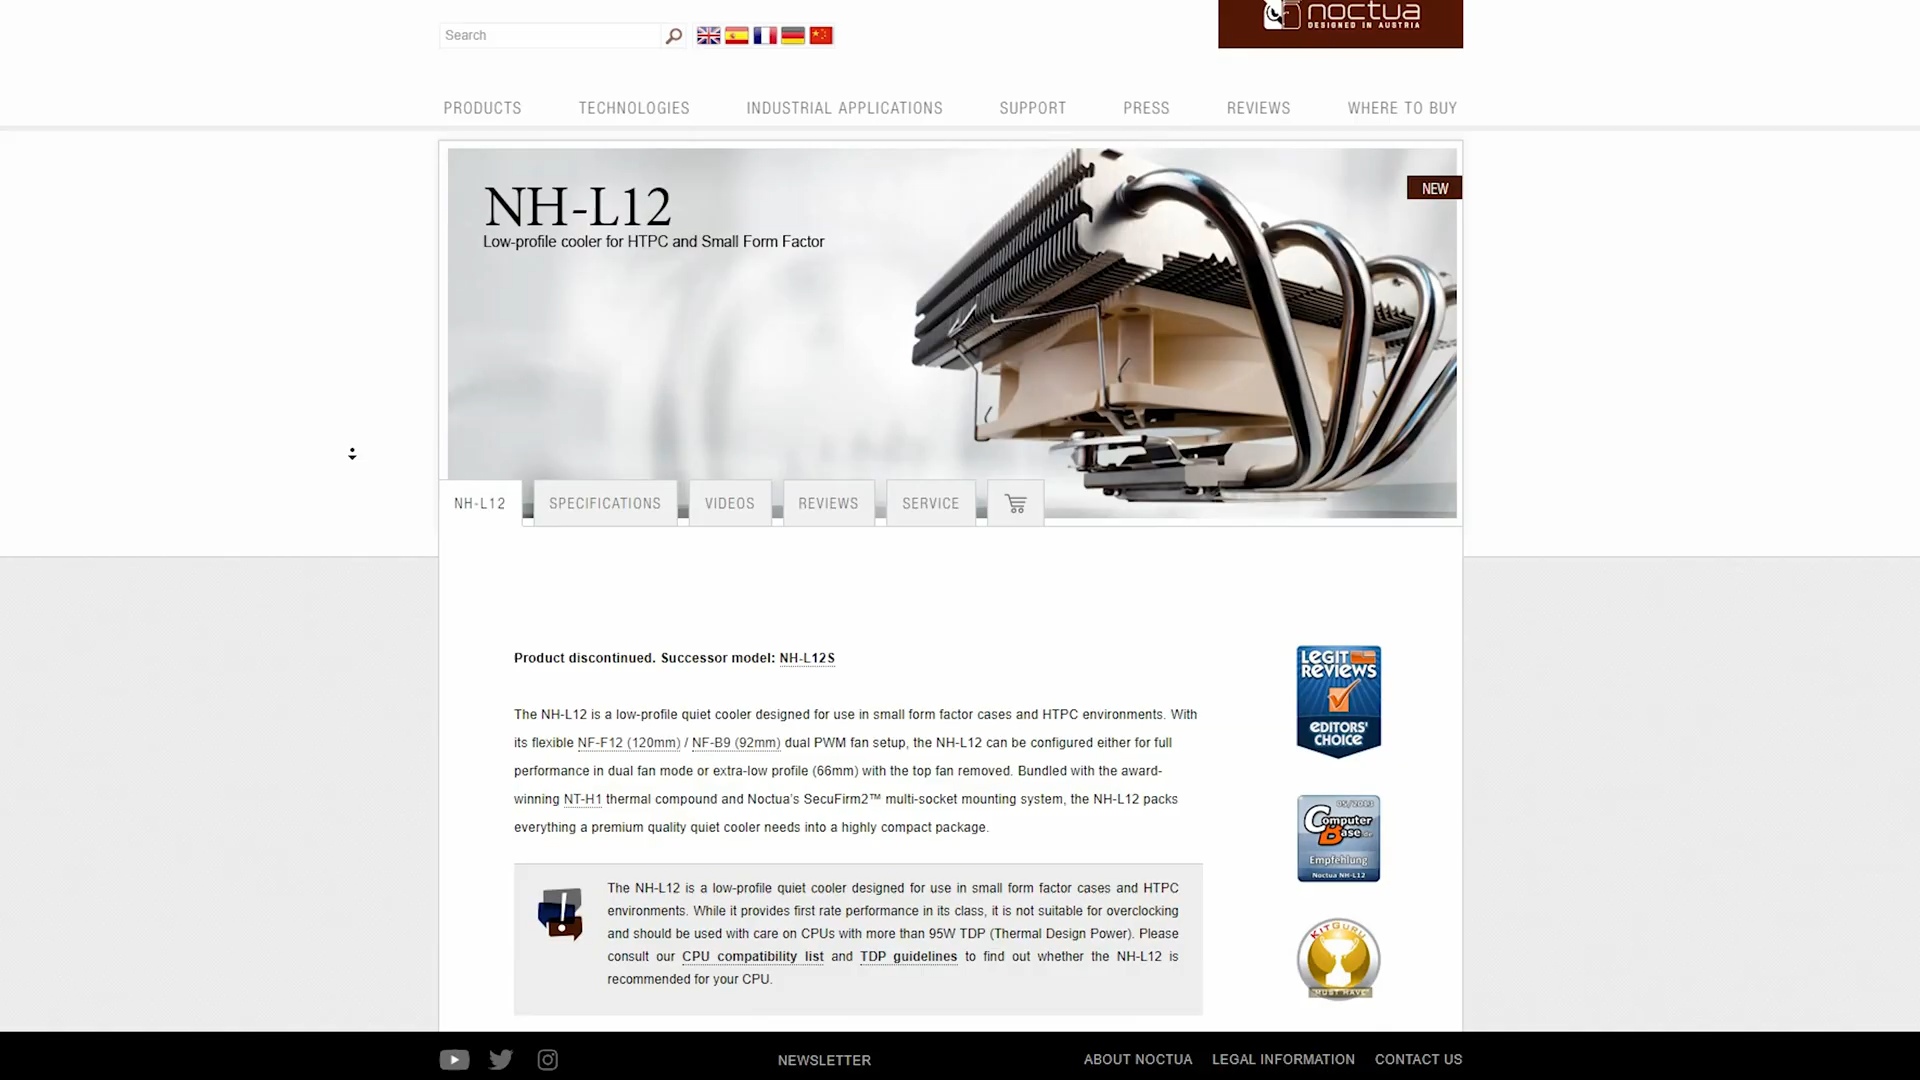 Search
noctua
DESIGNED IN AUSTRIA
PRODUCTS TECHNOLOGIES INDUSTRIAL APPLICATIONS SUPPORT PRESS REVIEWS WHERE TO BUY
NEW
NH-L12
Low-profile cooler for HTPC and Small Form Factor
NH-L12 SPECIFICATIONS VIDEOS REVIEWS SERVICE
Product discontinued. Successor model: NH-L12S
The NH-L12 is a low-profile quiet cooler designed for use in small form factor cases and HTPC environments. With
its flexible NF-F12 (120mm) / NF-B9 (92mm) dual PWM fan setup, the NH-L12 can be configured either for full
performance in dual fan mode or extra-low profile (66mm) with the top fan removed. Bundled with the award-
winning NT-H1 thermal compound and Noctua’s SecuFirm2™ multi-socket mounting system, the NH-L12 packs
everything a premium quality quiet cooler needs into a highly compact package.
The NH-L12 is a low-profile quiet cooler designed for use in small form factor cases and HTPC
environments. While it provides first rate performance in its class, it is not suitable for overclocking
and should be used with care on CPUs with more than 95W TDP (Thermal Design Power). Please
consult our CPU compatibility list and TDP guidelines to find out whether the NH-L12 is
recommended for your CPU.
LEGIT
REVIEWS
EDITORS'
CHOICE
05/2013
ComputerBase.de
Empfehlung
Noctua NH-L12
KITGURU
MUST HAVE
NEWSLETTER
ABOUT NOCTUA LEGAL INFORMATION CONTACT US